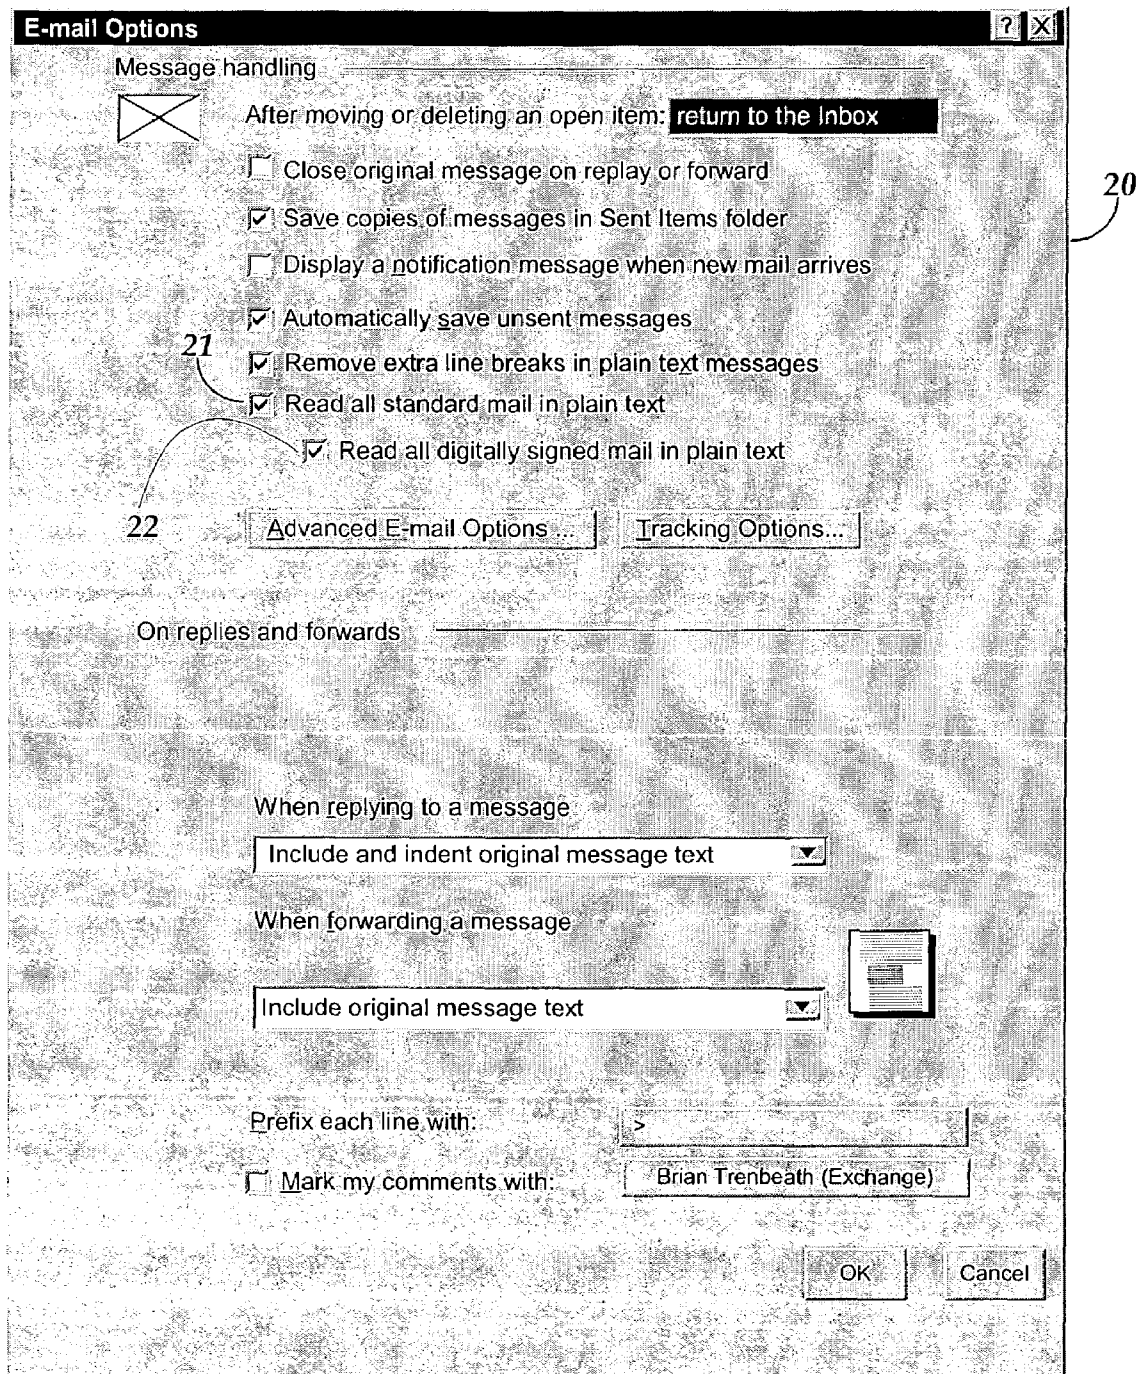 E-mail Options ? X
Message handling
After moving or deleting an open item: return to the Inbox
Close original message on replay or forward
20
Save copies of messages in Sent Items folder
Display a notification message when new mail arrives
Automatically save unsent messages
21
Remove extra line breaks in plain text messages
Read all standard mail in plain text
Read all digitally signed mail in plain text
22
Advanced E-mail Options ... Tracking Options...
On replies and forwards
When replying to a message
Include and indent original message text
When forwarding a message
Include original message text
Prefix each line with: >
Mark my comments with: Brian Trenbeath (Exchange)
OK Cancel